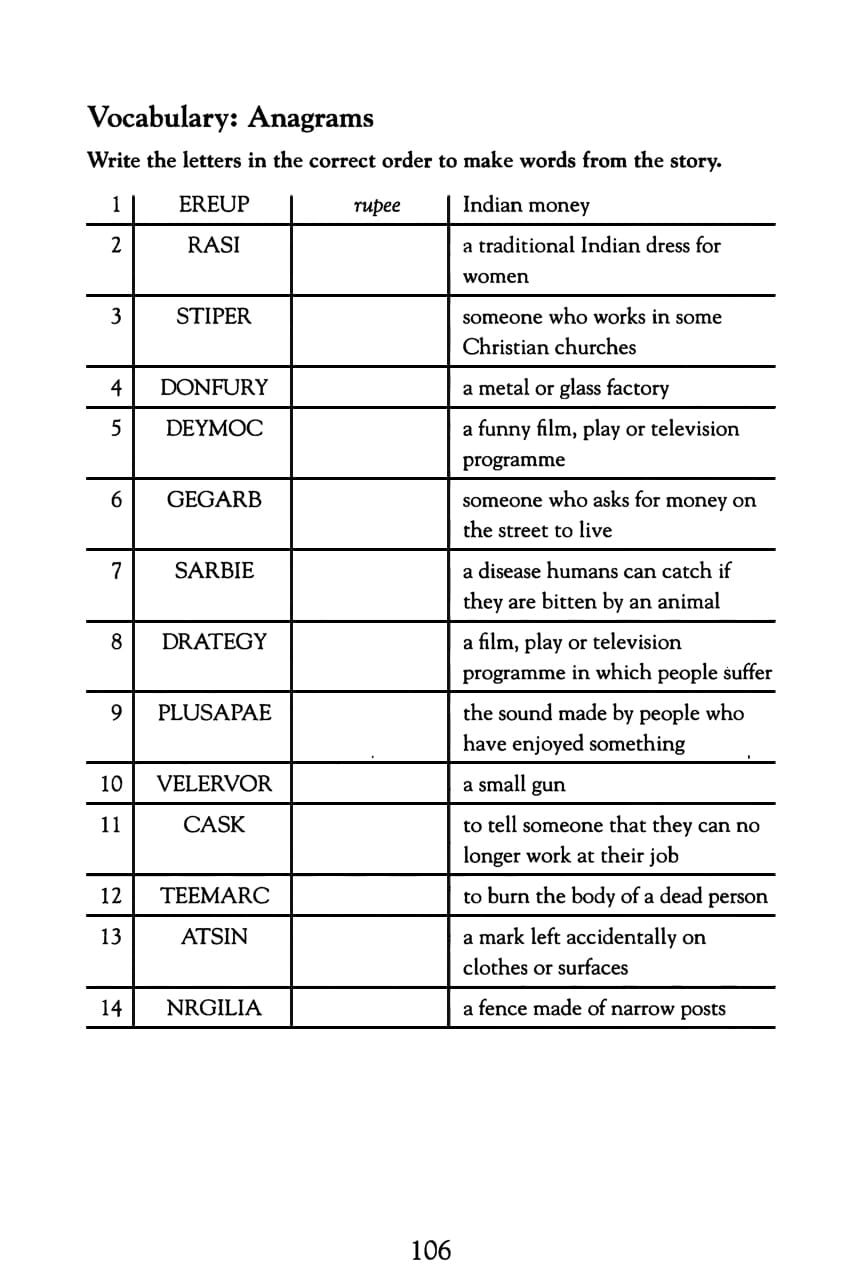 Vocabulary: Anagrams
Write the letters in the correct order to make words from the story.
1 EREUP rupee Indian money
2 RASI a traditional Indian dress for
women
3 STIPER someone who works in some
Christian churches
4 DONFURY a metal or glass factory
5 DEYMOC a funny film, play or television
programme
6 GEGARB someone who asks for money on
the street to live
7 SARBIE a disease humans can catch if
they are bitten by an animal
8 DRATEGY a film, play or television
programme in which people suffer
9 PLUSAPAE the sound made by people who
have enjoyed something
10 VELERVOR a small gun
11 CASK to tell someone that they can no
longer work at their job
12 TEEMARC to burn the body of a dead person
13 ATSIN a mark left accidentally on
clothes or surfaces
14 NRGILIA a fence made of narrow posts
106